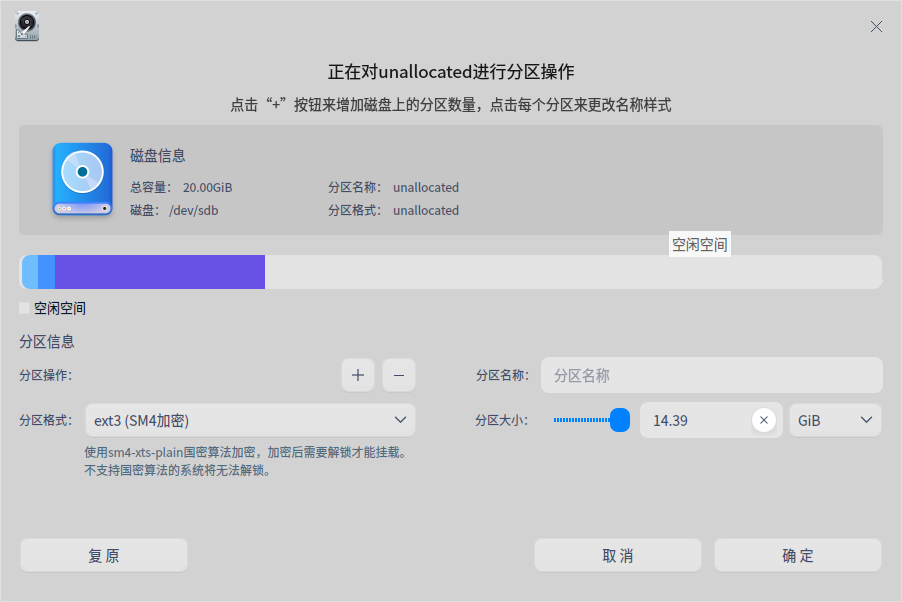 正在对unallocated进行分区操作
点击“+”按钮来增加磁盘上的分区数量，点击每个分区来更改名称样式
磁盘信息
总容量： 20.00GiB 分区名称： unallocated
磁盘： /dev/sdb 分区格式： unallocated
空闲空间
空闲空间
分区信息
分区操作： + − 分区名称： 分区名称
分区格式： ext3 (SM4加密) 分区大小： 14.39 GiB
使用sm4-xts-plain国密算法加密，加密后需要解锁才能挂载。
不支持国密算法的系统将无法解锁。
复原 取消 确定